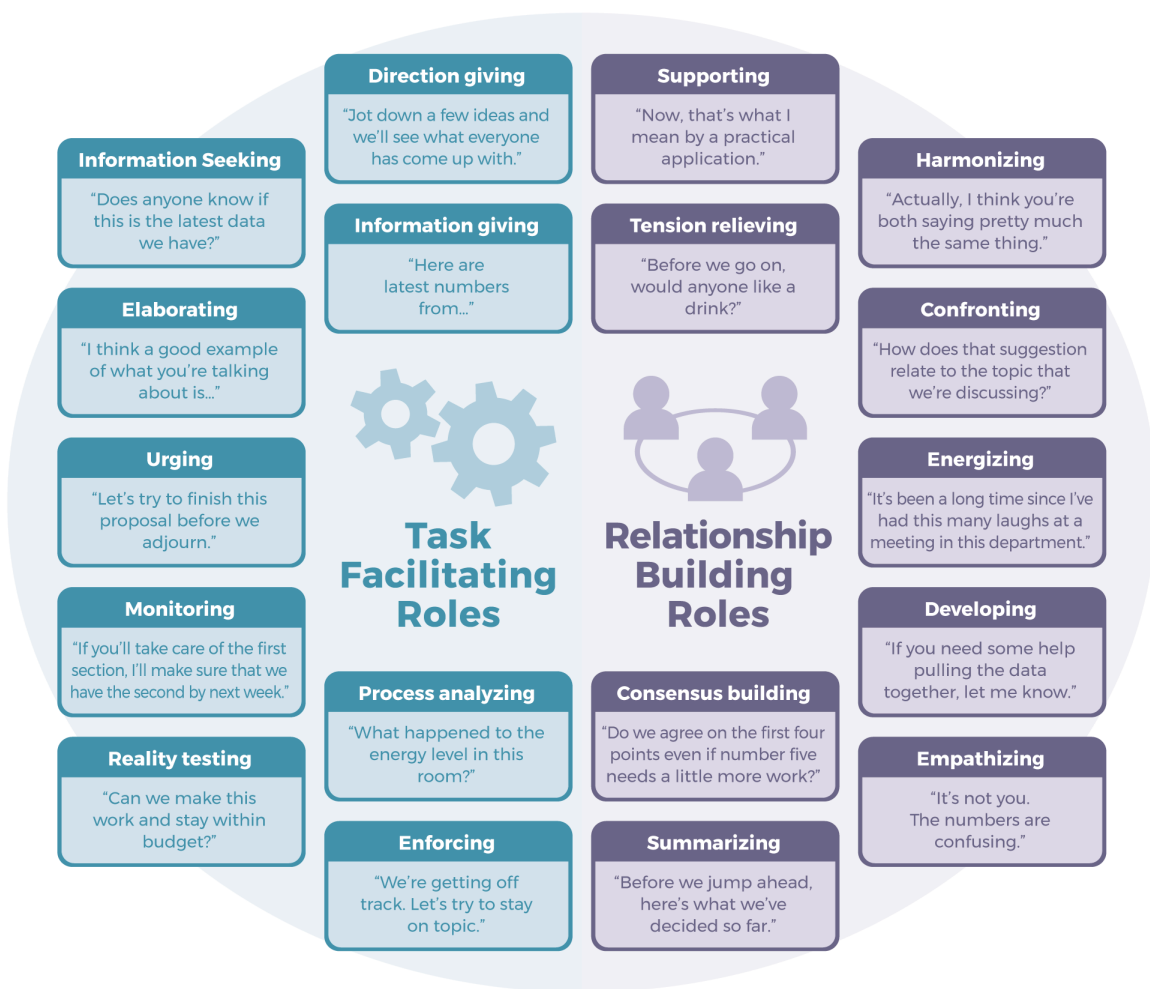 Direction giving
“Jot down a few ideas and
we’ll see what everyone
has come up with.”
Supporting
“Now, that’s what I
mean by a practical
application.”
Information Seeking
“Does anyone know if
this is the latest data
we have?”
Information giving
“Here are
latest numbers
from...”
Tension relieving
“Before we go on,
would anyone like a
drink?”
Harmonizing
“Actually, I think you’re
both saying pretty much
the same thing.”
Elaborating
“I think a good example
of what you’re talking
about is...”
Confronting
“How does that suggestion
relate to the topic that
we’re discussing?”
Urging
“Let’s try to finish this
proposal before we
adjourn.”
Task
Facilitating
Roles
Relationship
Building
Roles
Energizing
“It’s been a long time since I’ve
had this many laughs at a
meeting in this department.”
Monitoring
“If you’ll take care of the first
section, I’ll make sure that we
have the second by next week.”
Developing
“If you need some help
pulling the data
together, let me know.”
Process analyzing
“What happened to the
energy level in this
room?”
Consensus building
“Do we agree on the first four
points even if number five
needs a little more work?”
Reality testing
“Can we make this
work and stay within
budget?”
Empathizing
“It’s not you.
The numbers are
confusing.”
Enforcing
“We’re getting off
track. Let’s try to stay
on topic.”
Summarizing
“Before we jump ahead,
here’s what we’ve
decided so far.”